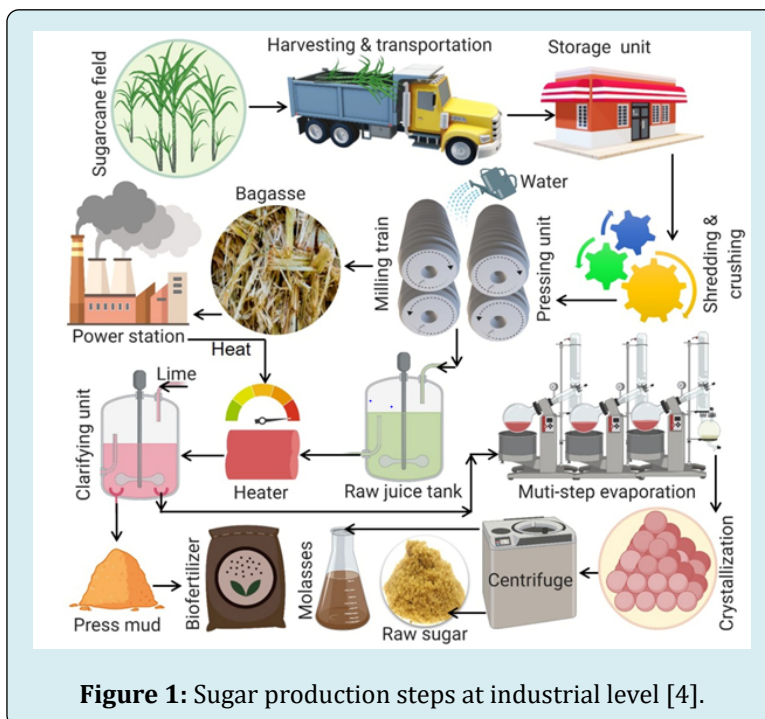 Harvesting & transportation
Storage unit
Sugarcane field
Water
Bagasse
Milling train
Pressing unit
Shredding &
crushing
Power station
Heat
Lime
Clarifying unit
Heater
Raw juice tank
Muti-step evaporation
Press mud
Biofertilizer
Molasses
Raw sugar
Centrifuge
Crystallization
Figure 1: Sugar production steps at industrial level [4].